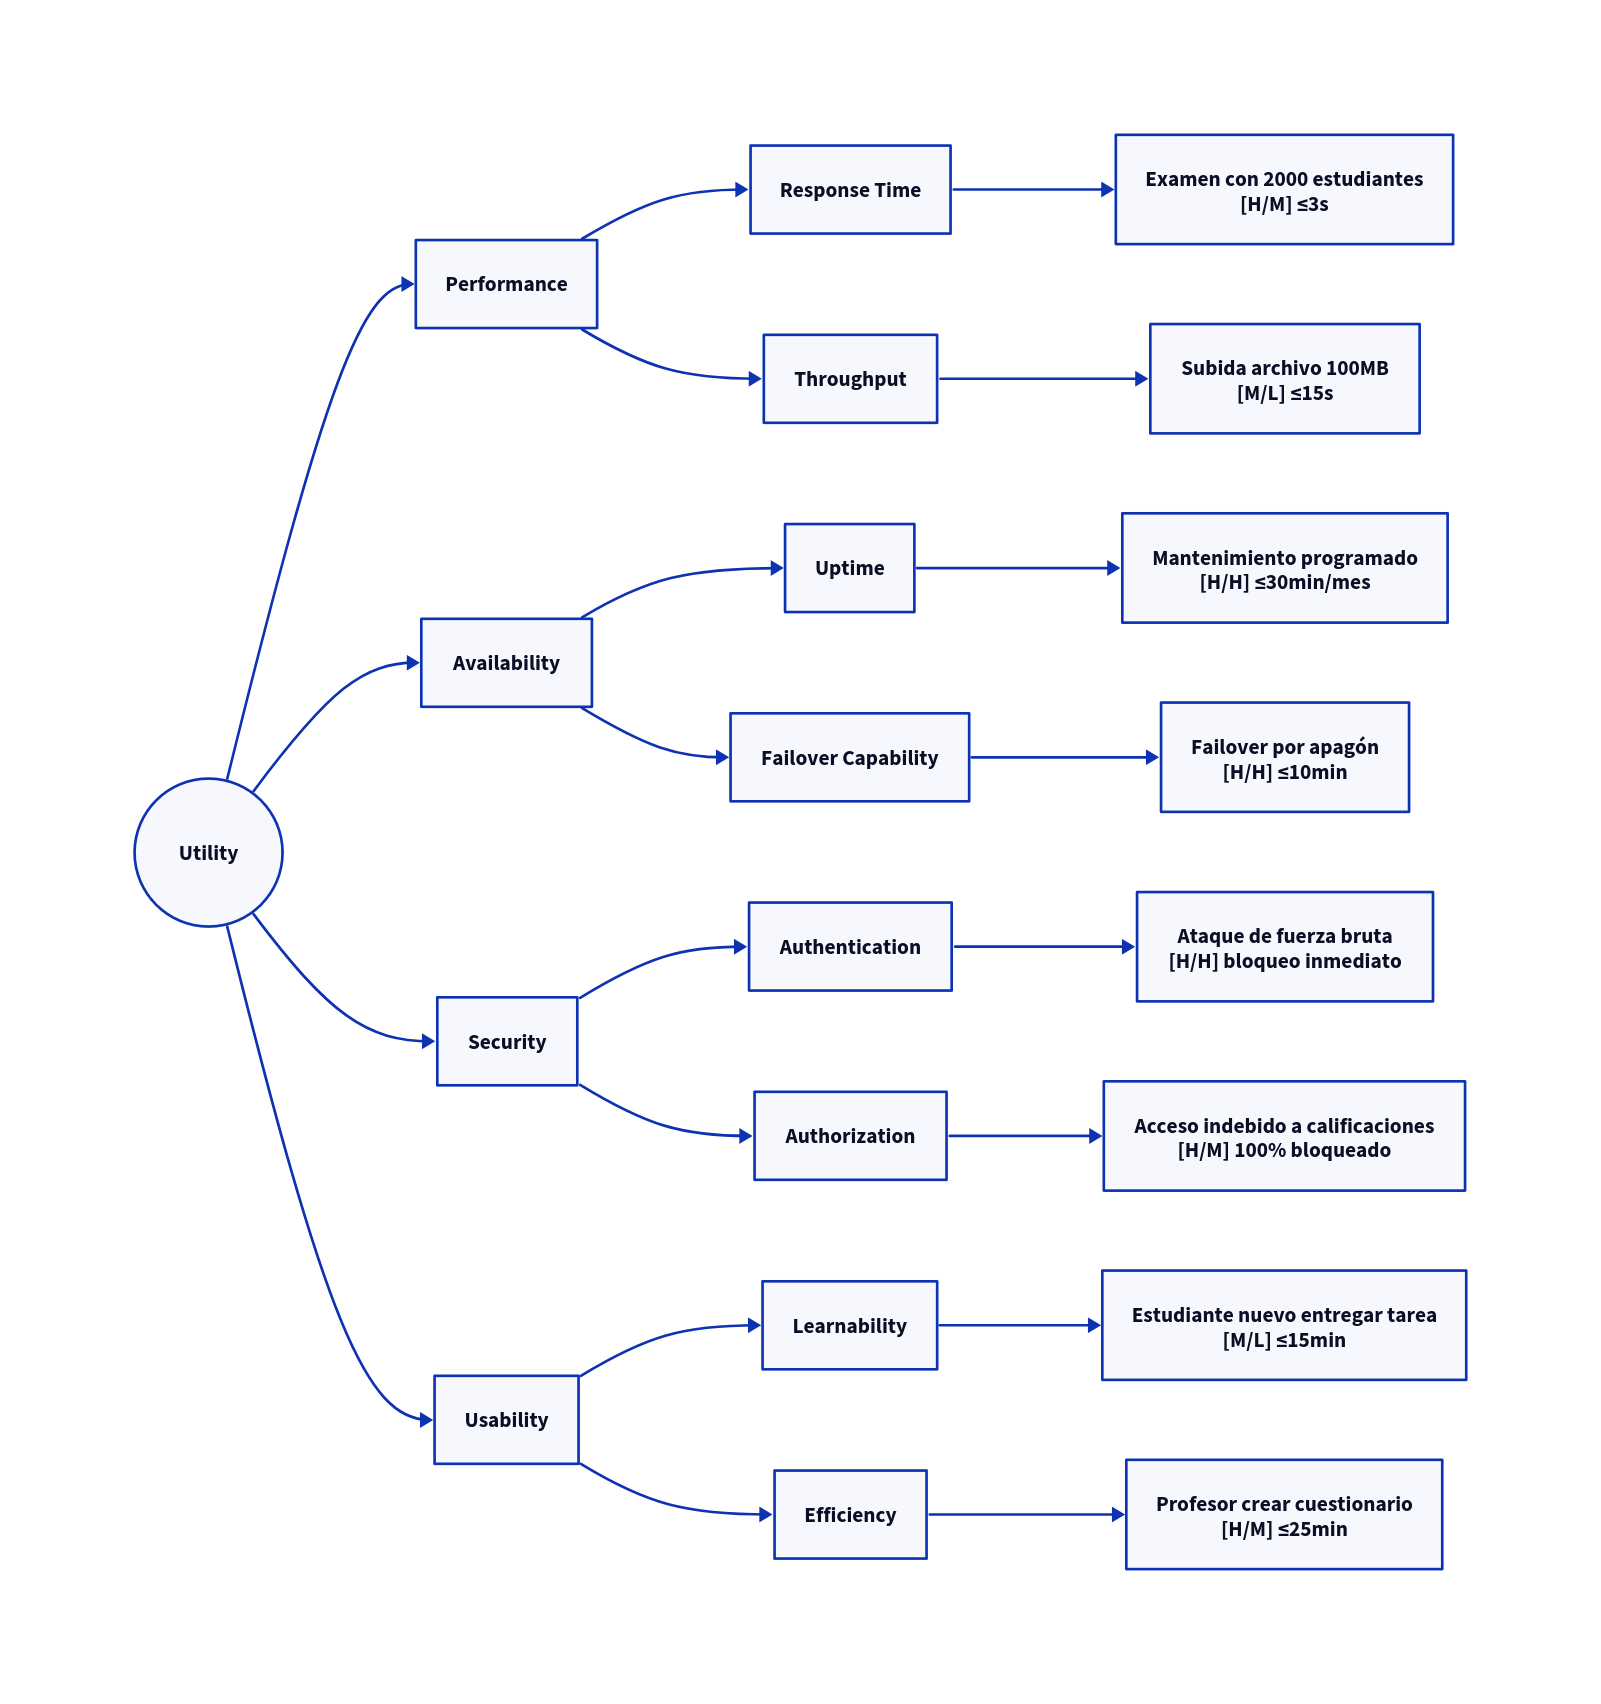 Utility
Performance
Response Time
Examen con 2000 estudiantes
[H/M] ≤3s
Throughput
Subida archivo 100MB
[M/L] ≤15s
Availability
Uptime
Mantenimiento programado
[H/H] ≤30min/mes
Failover Capability
Failover por apagón
[H/H] ≤10min
Security
Authentication
Ataque de fuerza bruta
[H/H] bloqueo inmediato
Authorization
Acceso indebido a calificaciones
[H/M] 100% bloqueado
Usability
Learnability
Estudiante nuevo entregar tarea
[M/L] ≤15min
Efficiency
Profesor crear cuestionario
[H/M] ≤25min